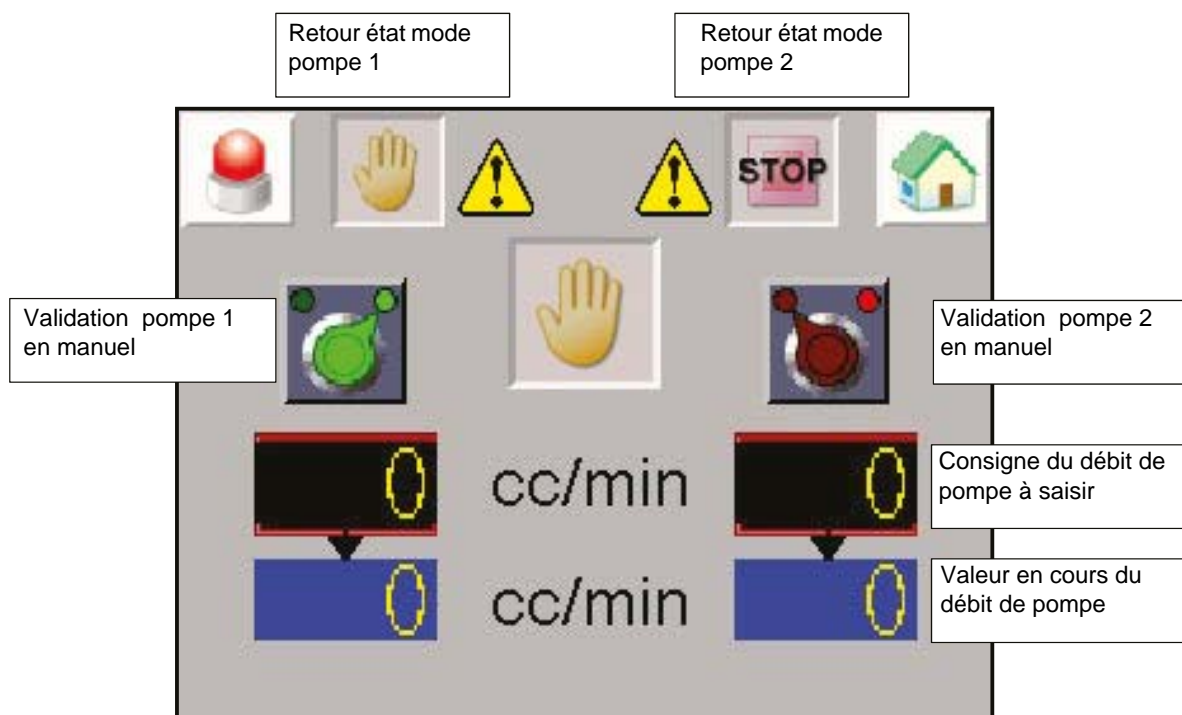 Retour état mode
pompe 1
Retour état mode
pompe 2
STOP
Validation pompe 1
en manuel
Validation pompe 2
en manuel
0
cc/min
0
Consigne du débit de
pompe à saisir
0
cc/min
0
Valeur en cours du
débit de pompe